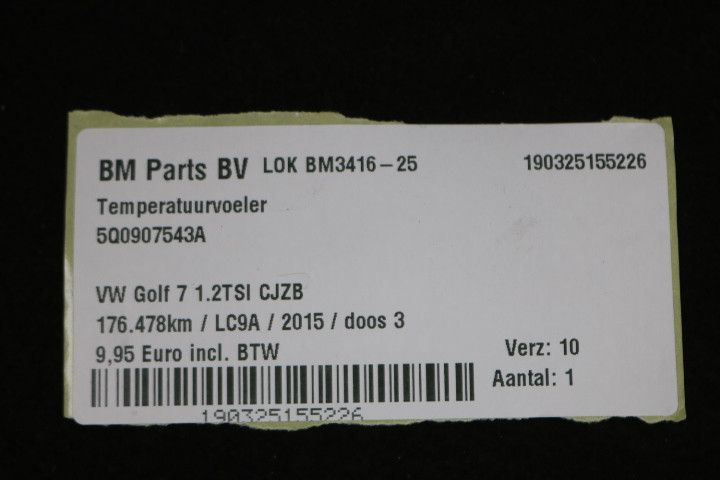 BM Parts BV LOK BM3416-25 190325155226
Temperatuurvoeler
5Q0907543A
VW Golf 7 1.2TSI CJZB
176.478km / LC9A / 2015 / doos 3
9,95 Euro incl. BTW Verz: 10
Aantal: 1
190325155226